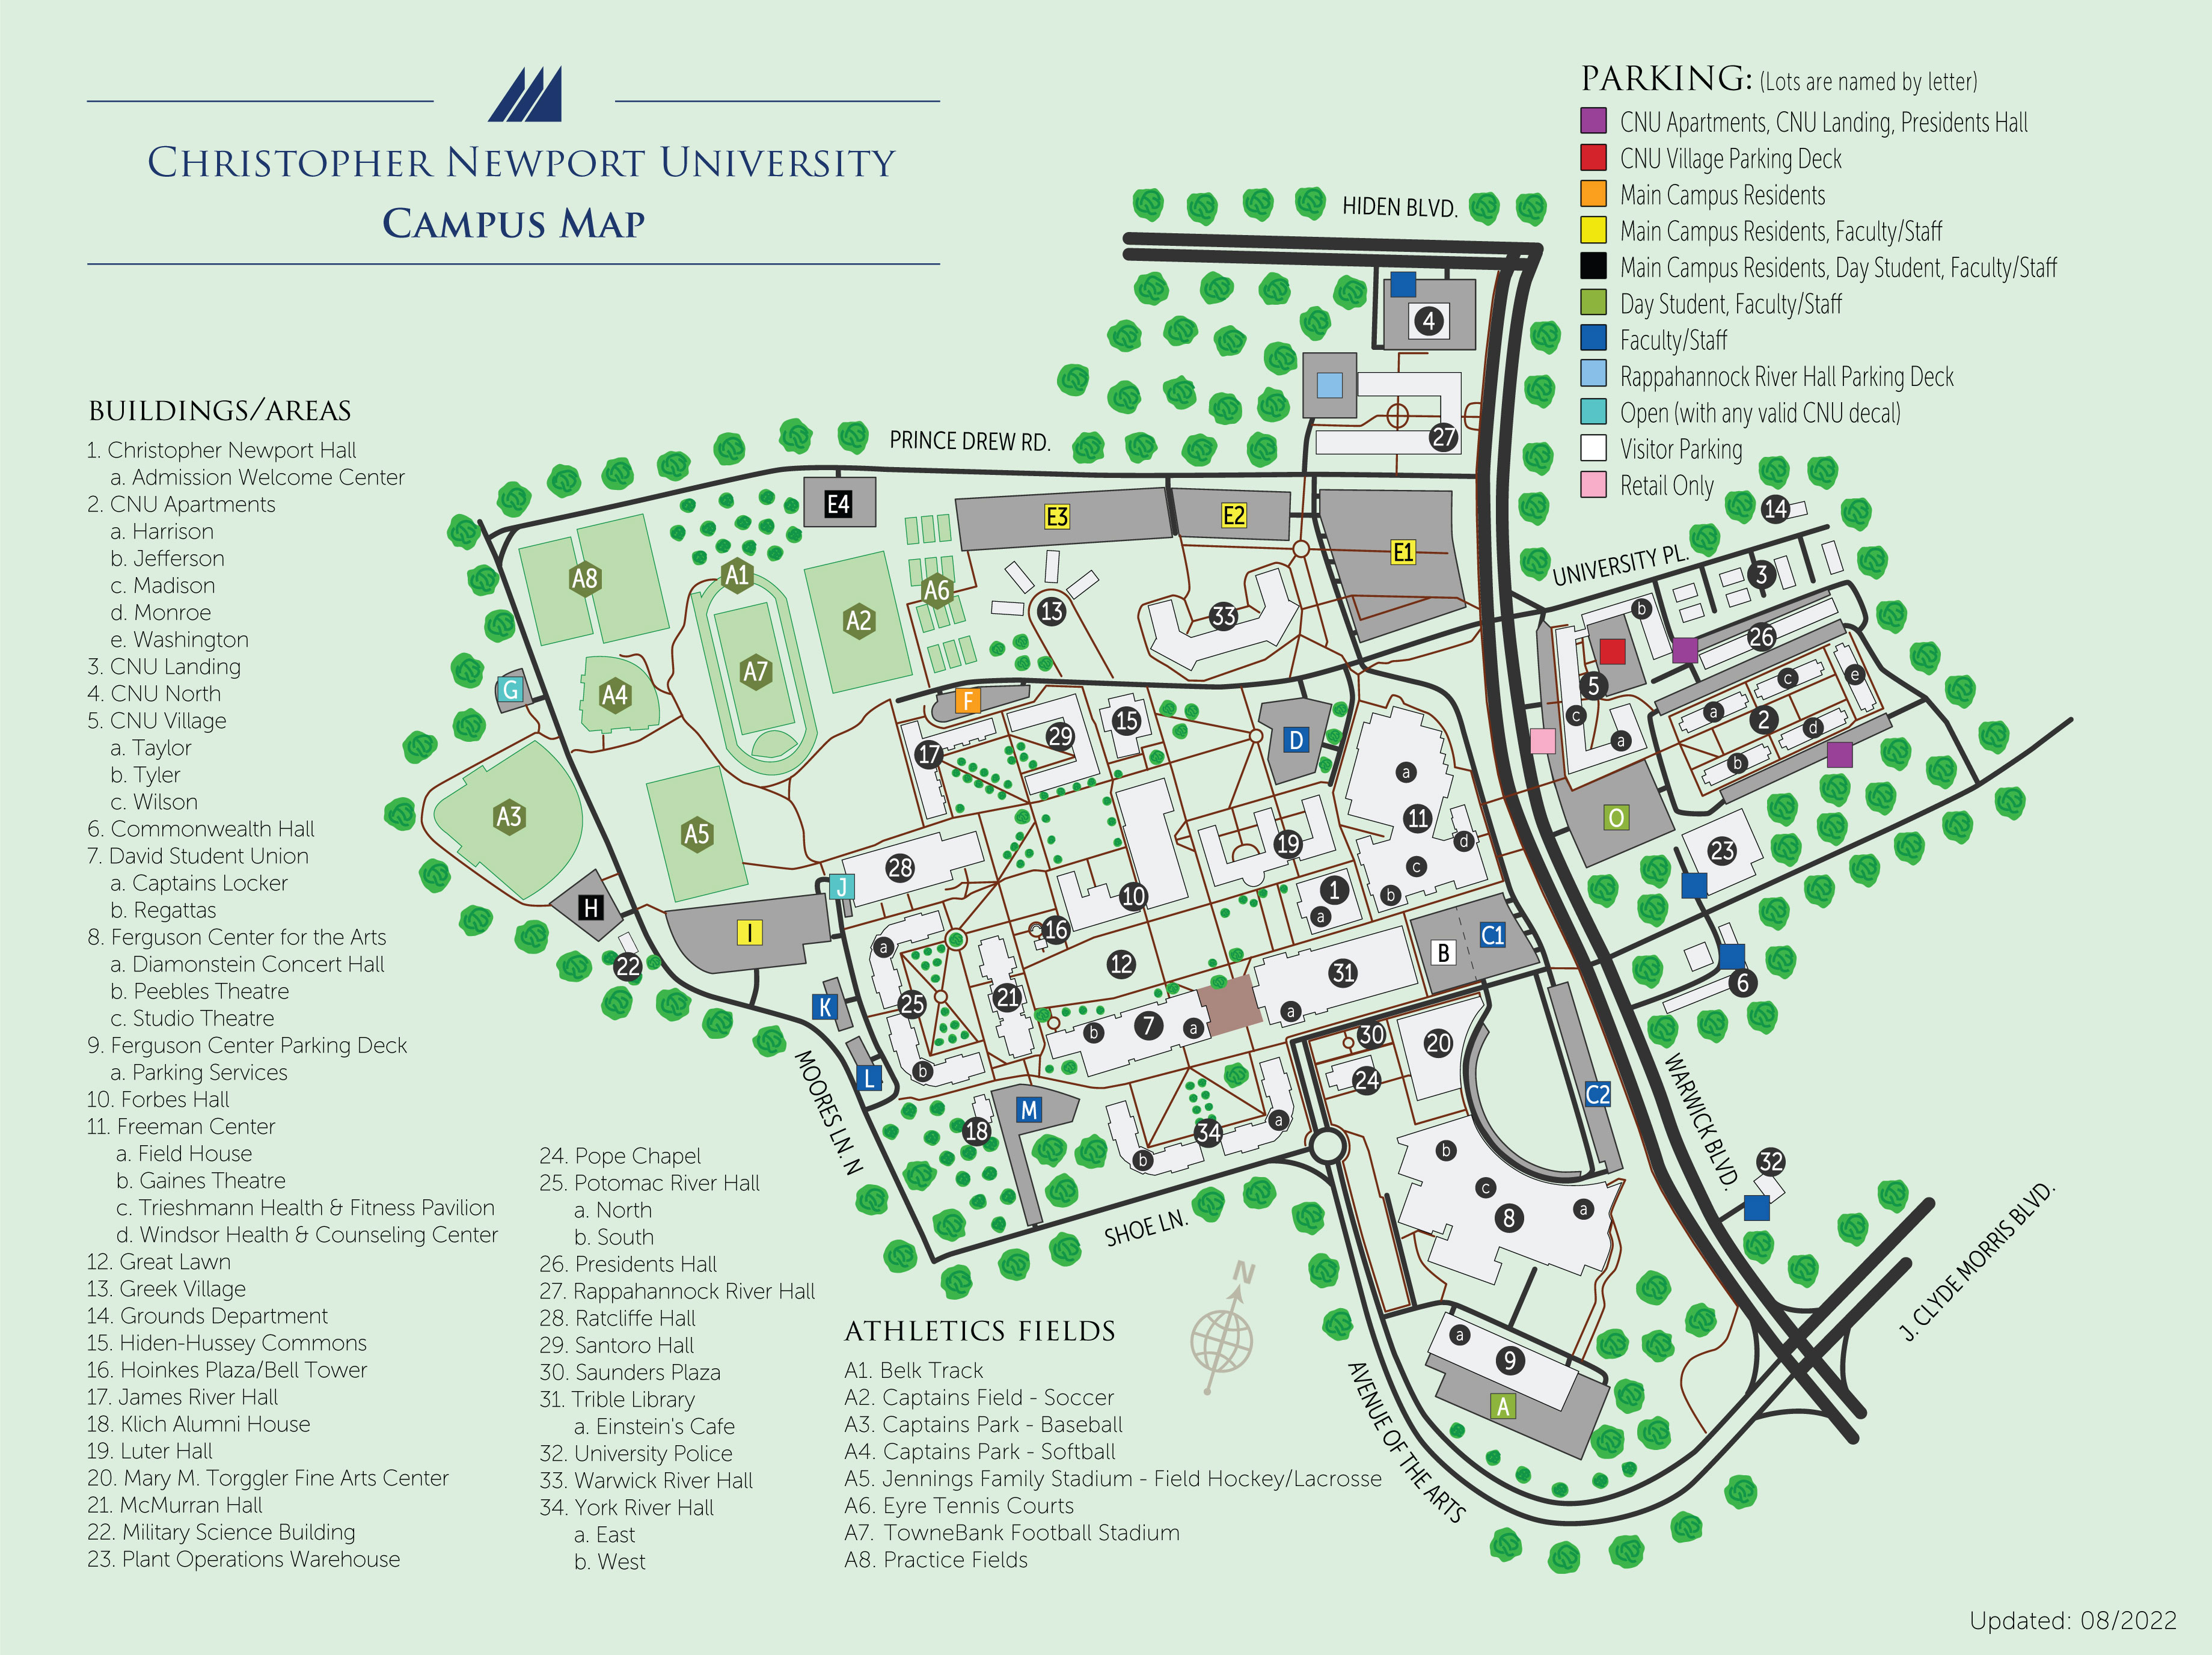 CHRISTOPHER NEWPORT UNIVERSITY
CAMPUS MAP
PARKING: (Lots are named by letter)
CNU Apartments, CNU Landing, Presidents Hall
CNU Village Parking Deck
Main Campus Residents
Main Campus Residents, Faculty/Staff
Main Campus Residents, Day Student, Faculty/Staff
Day Student, Faculty/Staff
Faculty/Staff
Rappahannock River Hall Parking Deck
Open (with any valid CNU decal)
Visitor Parking
Retail Only
BUILDINGS/AREAS
1. Christopher Newport Hall
a. Admission Welcome Center
2. CNU Apartments
a. Harrison
b. Jefferson
c. Madison
d. Monroe
e. Washington
3. CNU Landing
4. CNU North
5. CNU Village
a. Taylor
b. Tyler
c. Wilson
6. Commonwealth Hall
7. David Student Union
a. Captains Locker
b. Regattas
8. Ferguson Center for the Arts
a. Diamonstein Concert Hall
b. Peebles Theatre
c. Studio Theatre
9. Ferguson Center Parking Deck
a. Parking Services
10. Forbes Hall
11. Freeman Center
a. Field House
b. Gaines Theatre
c. Trieshmann Health & Fitness Pavilion
d. Windsor Health & Counseling Center
12. Great Lawn
13. Greek Village
14. Grounds Department
15. Hiden-Hussey Commons
16. Hoinkes Plaza/Bell Tower
17. James River Hall
18. Klich Alumni House
19. Luter Hall
20. Mary M. Torggler Fine Arts Center
21. McMurran Hall
22. Military Science Building
23. Plant Operations Warehouse
24. Pope Chapel
25. Potomac River Hall
a. North
b. South
26. Presidents Hall
27. Rappahannock River Hall
28. Ratcliffe Hall
29. Santoro Hall
30. Saunders Plaza
31. Trible Library
a. Einstein's Cafe
32. University Police
33. Warwick River Hall
34. York River Hall
a. East
b. West
ATHLETICS FIELDS
A1. Belk Track
A2. Captains Field - Soccer
A3. Captains Park - Baseball
A4. Captains Park - Softball
A5. Jennings Family Stadium - Field Hockey/Lacrosse
A6. Eyre Tennis Courts
A7. TowneBank Football Stadium
A8. Practice Fields
HIDEN BLVD.
4
27
PRINCE DREW RD.
E4
E3
E2
E1
14
UNIVERSITY PL.
3
b
26
A8
A1
A6
A2
13
33
A7
G
A4
F
15
29
17
D
5
c
a
2
a
b
c
d
e
A3
A5
a
11
d
c
b
O
23
28
J
19
10
1
a
H
I
22
a
25
b
16
12
21
31
a
B
C1
6
K
L
b
7
a
30
20
24
C2
M
18
34
a
b
MOORES LN. N
SHOE LN.
WARWICK BLVD.
32
b
c
8
a
N
J. CLYDE MORRIS BLVD.
a
9
A
AVENUE OF THE ARTS
Updated: 08/2022